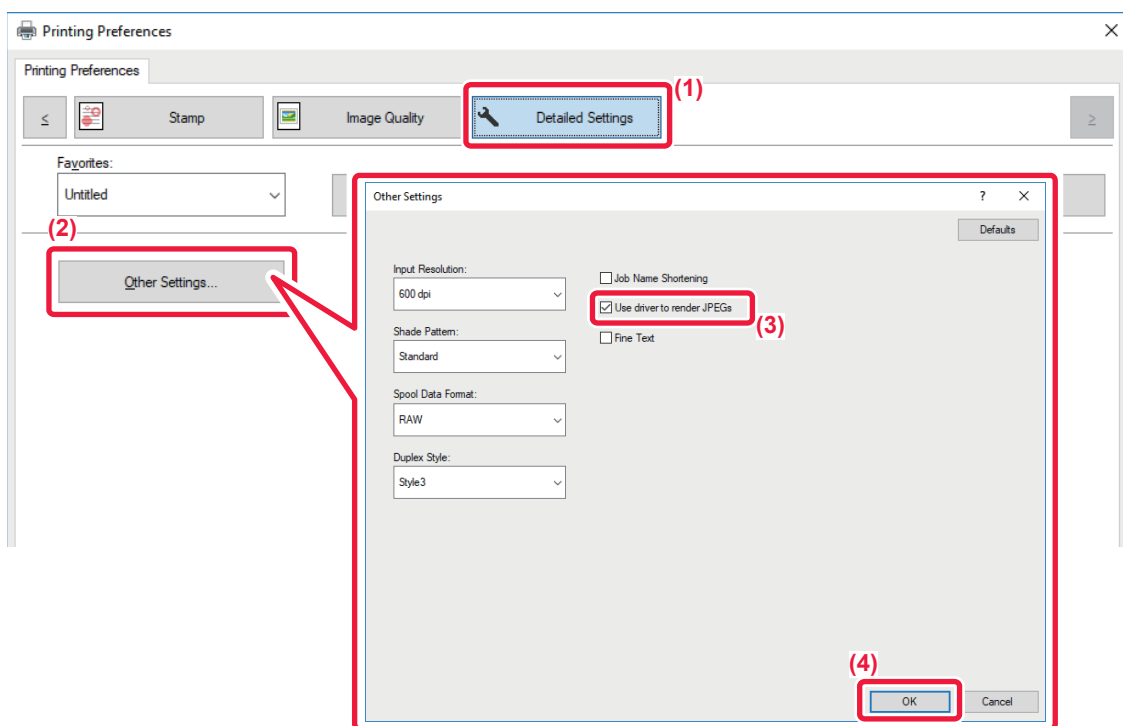 Printing Preferences
Printing Preferences
(1)
< Stamp Image Quality Detailed Settings >
Favorites:
Untitled
(2)
Other Settings...
Other Settings ?
Defaults
Input Resolution:
600 dpi
Job Name Shortening
Use driver to render JPEGs
(3)
Shade Pattern:
Fine Text
Standard
Spool Data Format:
RAW
Duplex Style:
Style3
(4)
OK Cancel